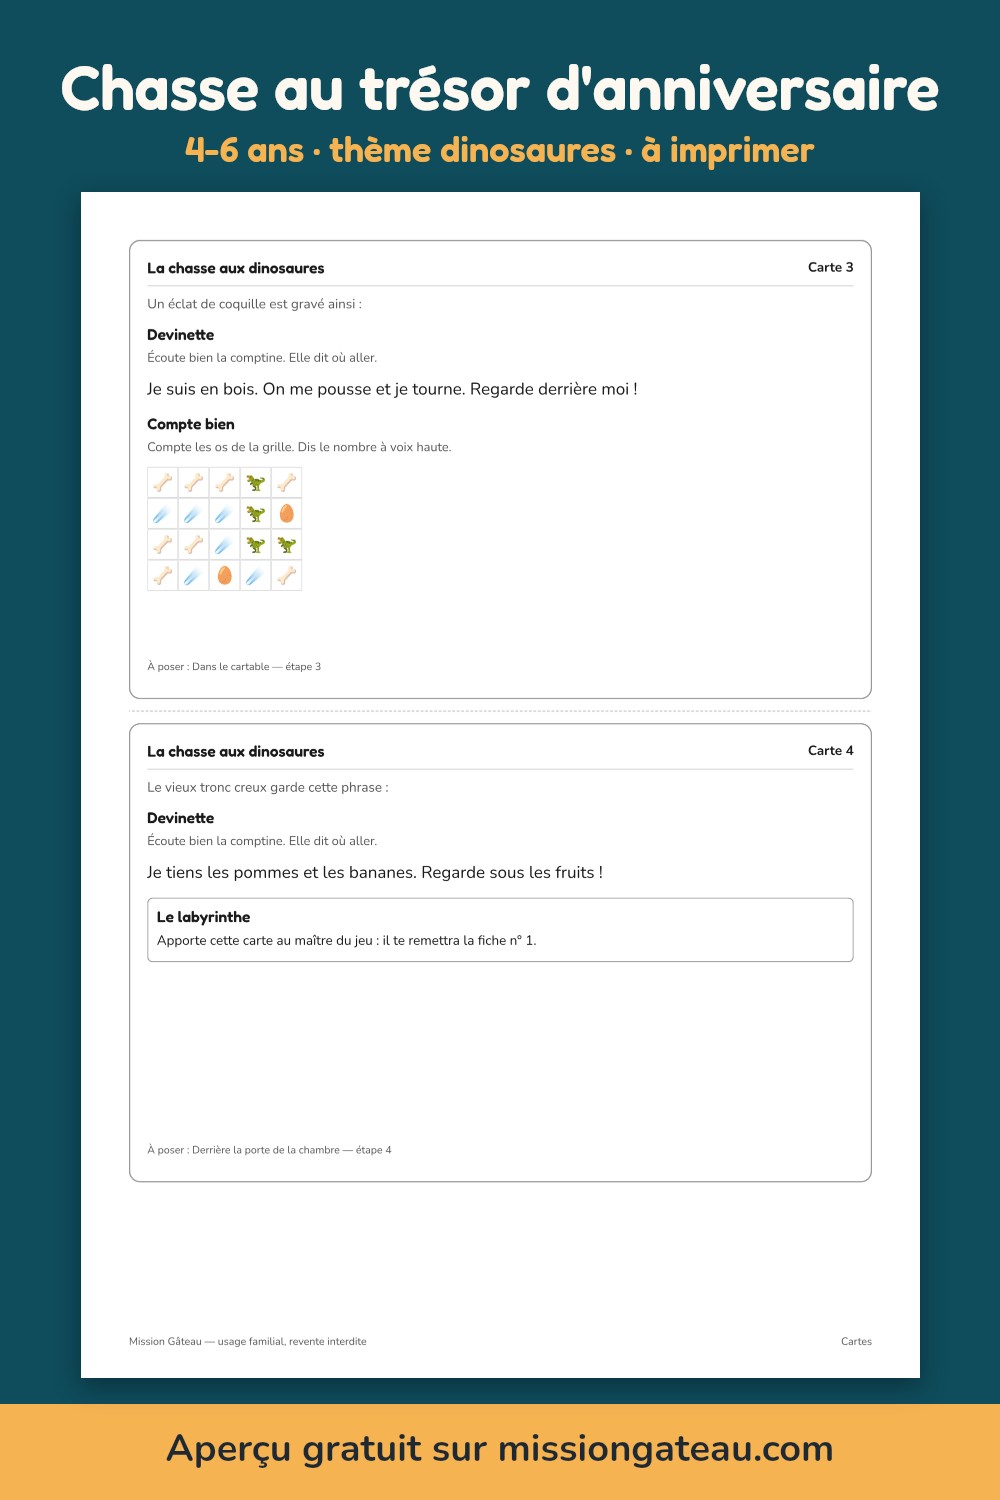 Chasse au trésor d'anniversaire
4-6 ans · thème dinosaures · à imprimer
La chasse aux dinosaures
Carte 3
Un éclat de coquille est gravé ainsi :
Devinette
Écoute bien la comptine. Elle dit où aller.
Je suis en bois. On me pousse et je tourne. Regarde derrière moi !
Compte bien
Compte les os de la grille. Dis le nombre à voix haute.
À poser : Dans le cartable — étape 3
La chasse aux dinosaures
Carte 4
Le vieux tronc creux garde cette phrase :
Devinette
Écoute bien la comptine. Elle dit où aller.
Je tiens les pommes et les bananes. Regarde sous les fruits !
Le labyrinthe
Apporte cette carte au maître du jeu : il te remettra la fiche n° 1.
À poser : Derrière la porte de la chambre — étape 4
Mission Gâteau — usage familial, revente interdite
Cartes
Aperçu gratuit sur missiongateau.com